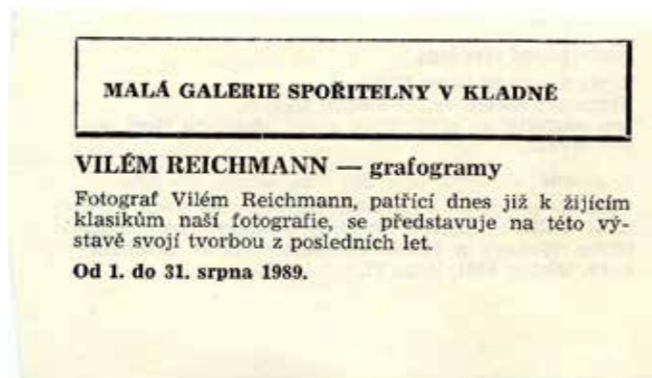 MALÁ GALERIE SPOŘITELNY V KLADNĚ
VILÉM REICHMANN — grafogramy
Fotograf Vilém Reichmann, patřící dnes již k žijícím
klasikům naší fotografie, se představuje na této vý-
stavě svojí tvorbou z posledních let.
Od 1. do 31. srpna 1989.